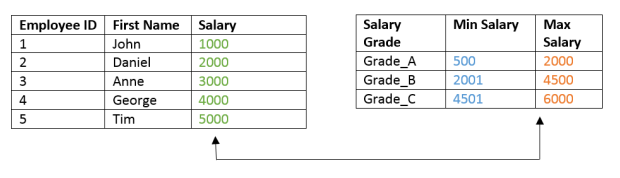 Employee ID First Name Salary
1 John 1000
2 Daniel 2000
3 Anne 3000
4 George 4000
5 Tim 5000
Salary Grade Min Salary Max Salary
Grade_A 500 2000
Grade_B 2001 4500
Grade_C 4501 6000